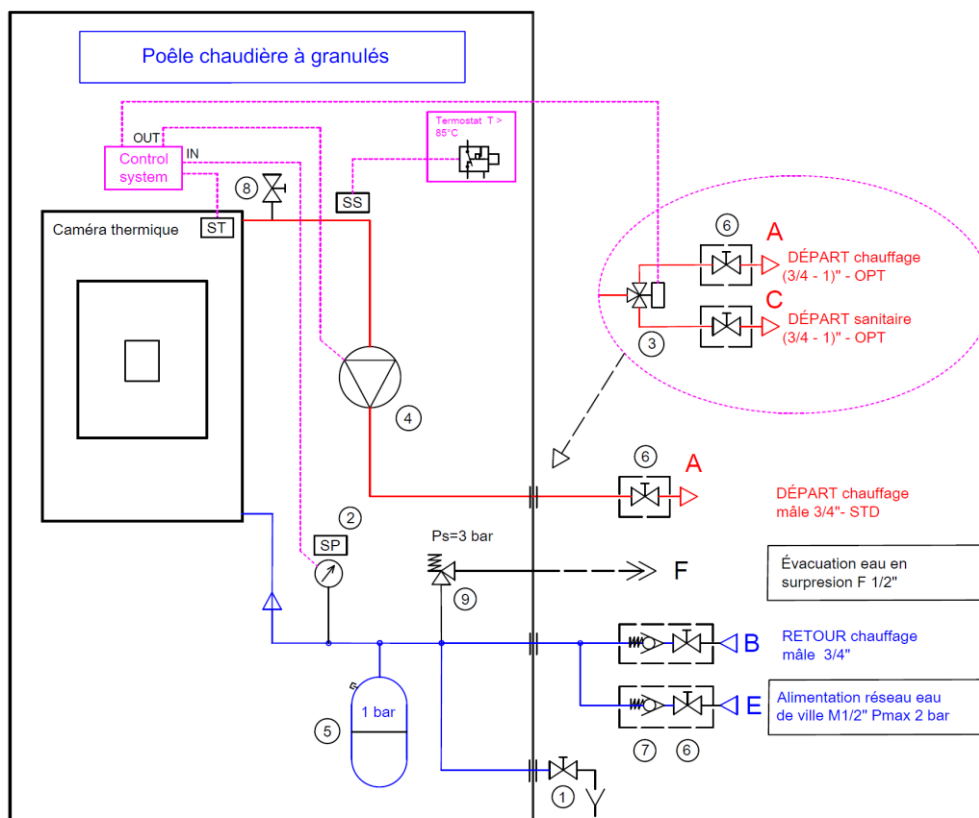 Poêle chaudière à granulés
OUT
IN
Control
system
Termostat T >
85°C
8
SS
ST
Caméra thermique
6
A
DÉPART chauffage
(3/4 - 1)" - OPT
C
DÉPART sanitaire
(3/4 - 1)" - OPT
3
4
6
A
DÉPART chauffage
mâle 3/4"- STD
2
SP
Ps=3 bar
9
F
Évacuation eau en
surpresion F 1/2"
B
RETOUR chauffage
mâle 3/4"
1 bar
5
E
Alimentation réseau eau
de ville M1/2" Pmax 2 bar
7
6
1